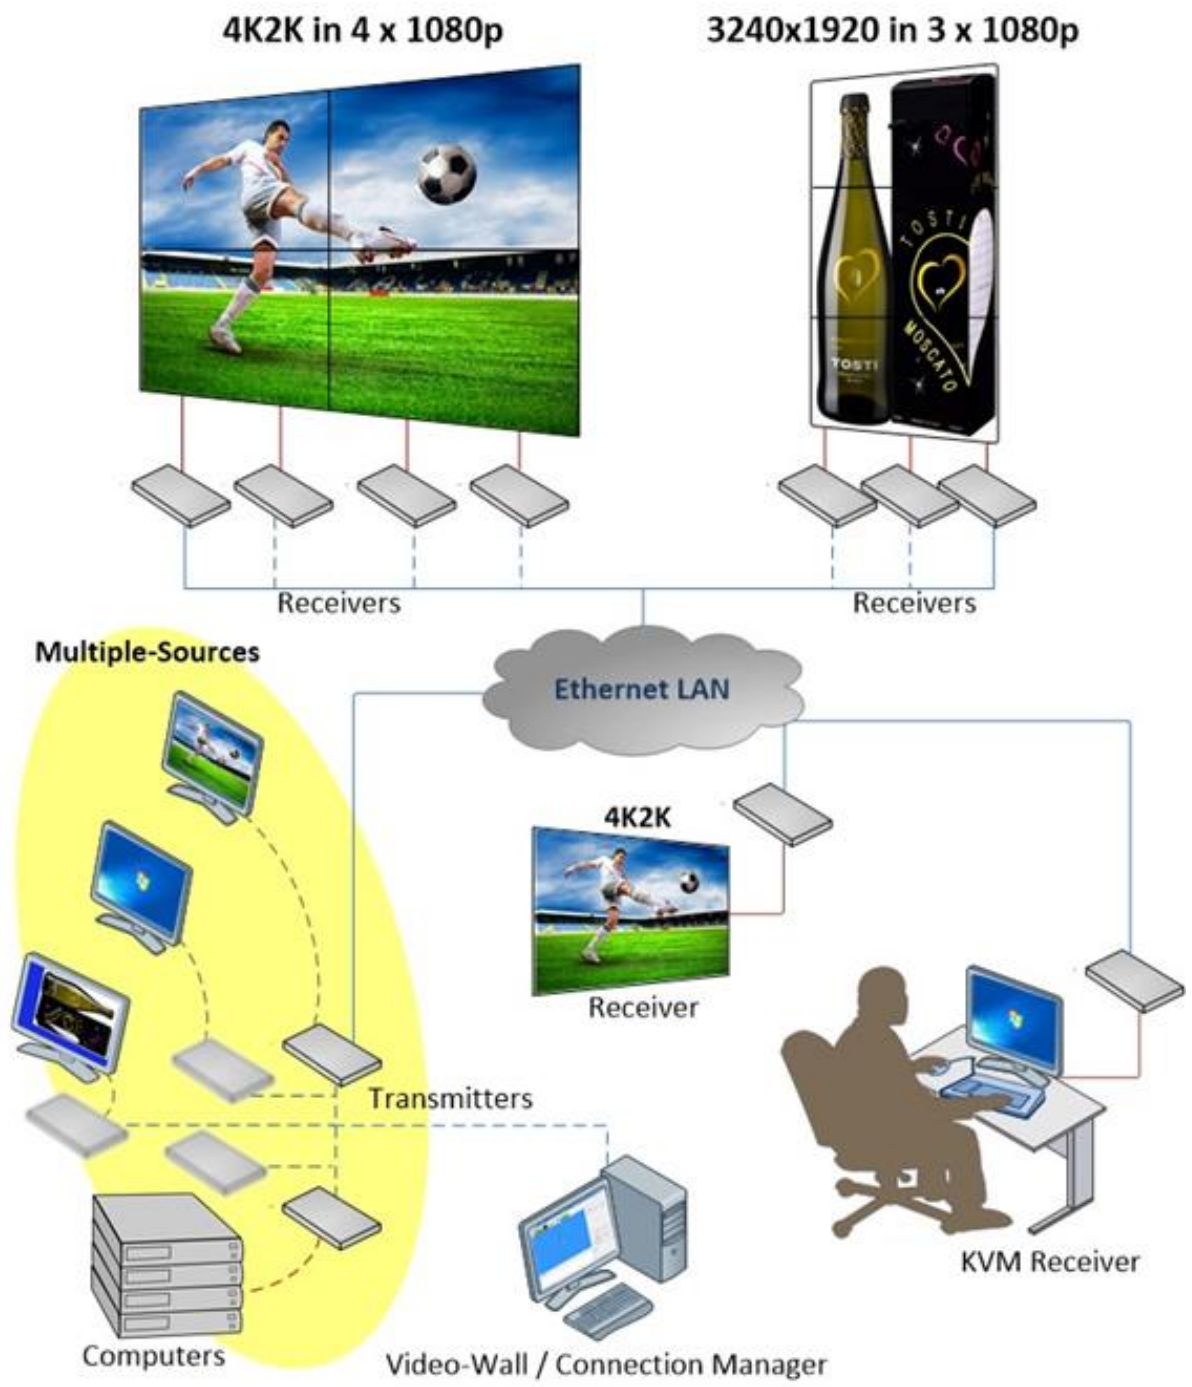 4K2K in 4 x 1080p
3240x1920 in 3 x 1080p
TOSTI
TOSTI
MOSCATO
Receivers
Receivers
Multiple-Sources
Ethernet LAN
4K2K
Receiver
Transmitters
KVM Receiver
Computers
Video-Wall / Connection Manager